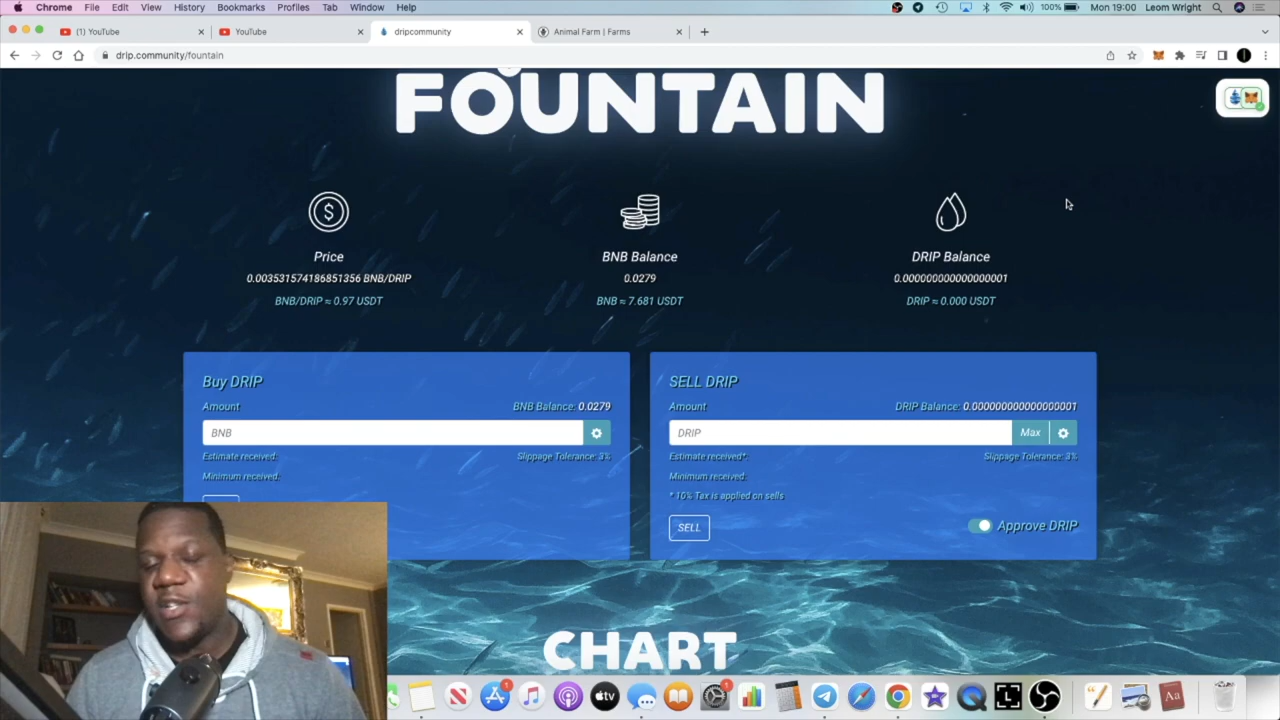 Chrome File Edit View History Bookmarks Profiles Tab Window Help 100% Mon 19:00 Leom Wright
(1) YouTube YouTube dripcommunity Animal Farm | Farms
drip.community/fountain
FOUNTAIN
Price BNB Balance DRIP Balance
0.003531574186851356 BNB/DRIP 0.0279 0.000000000000000001
BNB/DRIP ≈ 0.97 USDT BNB ≈ 7.681 USDT DRIP ≈ 0.000 USDT
Buy DRIP
Amount BNB Balance: 0.0279
BNB
Estimate received: Slippage Tolerance: 3%
Minimum received:
SELL DRIP
Amount DRIP Balance: 0.000000000000000001
DRIP Max
Estimate received*: Slippage Tolerance: 3%
Minimum received:
* 10% Tax is applied on sells
SELL Approve DRIP
CHART
tv
Aa